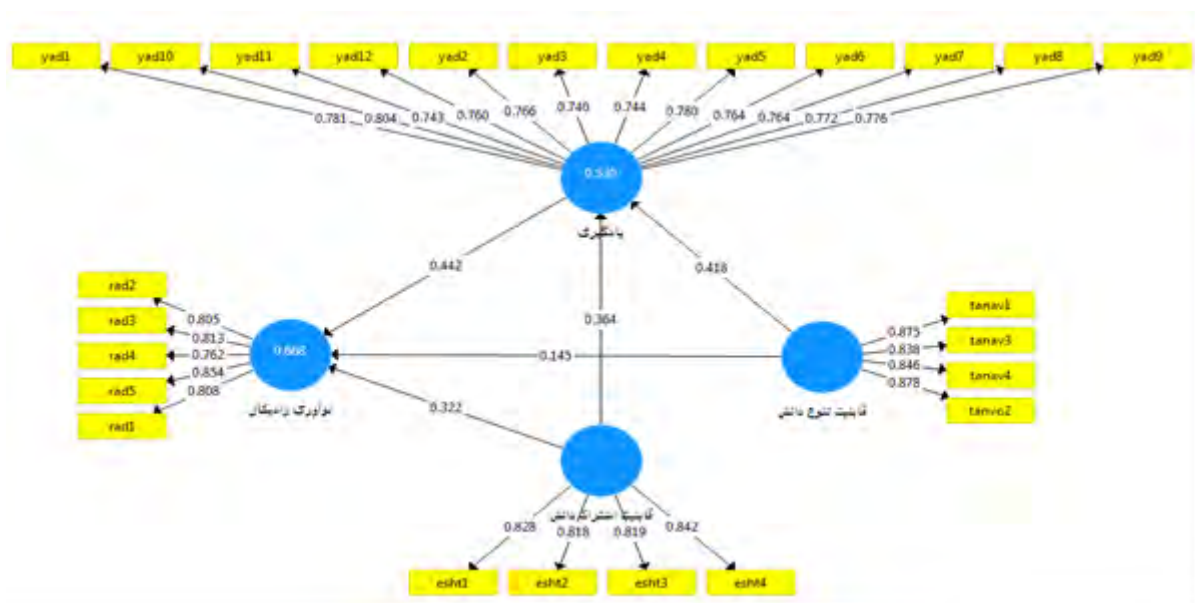 yad1 yad10 yad11 yad12 yad2 yad3 yad4 yad5 yad6 yad7 yad8 yad9
0.781 0.804 0.743 0.760 0.766 0.746 0.744 0.780 0.764 0.764 0.772 0.776
یادگیری
0.442
0.418
rad2
rad3
rad4
rad5
rad1
0.805
0.813
0.762
0.854
0.808
0.668
نوآوری رادیکال
0.364
0.145
0.322
tanav1
tanav3
tanav4
tanvo2
0.875
0.838
0.846
0.878
قابلیت تنوع دانش
قابلیت اشتراک دانش
0.828 0.818 0.819 0.842
esht1 esht2 esht3 esht4